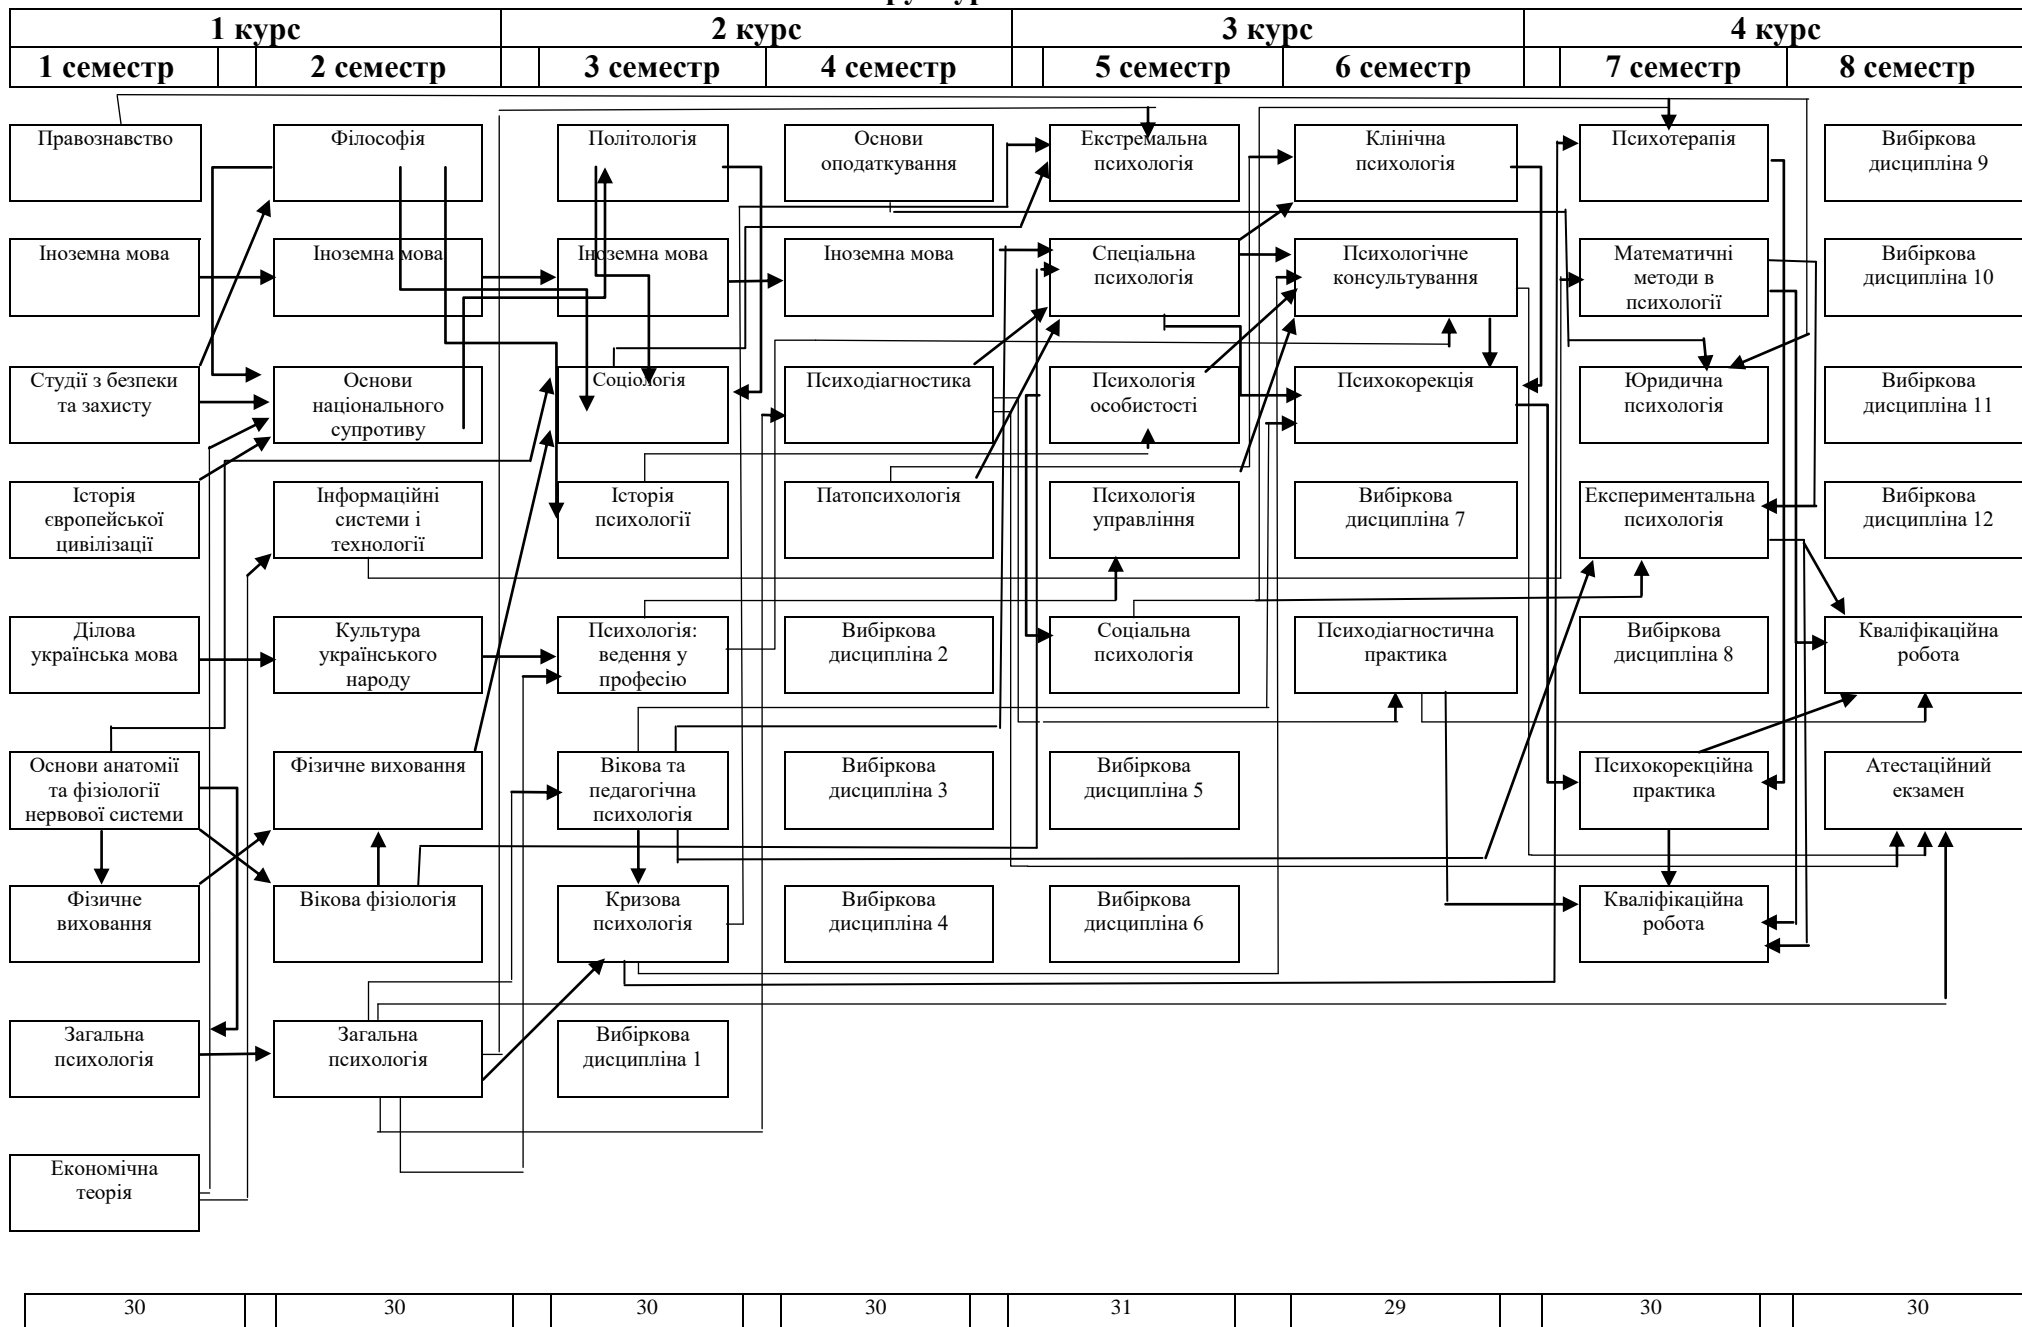 1 курс
2 курс
3 курс
4 курс
1 семестр
2 семестр
3 семестр
4 семестр
5 семестр
6 семестр
7 семестр
8 семестр
Правознавство
Філософія
Політологія
Основи
оподаткування
Екстремальна
психологія
Клінічна
психологія
Психотерапія
Вибіркова
дисципліна 9
Іноземна мова
Іноземна мова
Іноземна мова
Іноземна мова
Спеціальна
психологія
Психологічне
консультування
Математичні
методи в
психології
Вибіркова
дисципліна 10
Студії з безпеки
та захисту
Основи
національного
супротиву
Соціологія
Психодіагностика
Психологія
особистості
Психокорекція
Юридична
психологія
Вибіркова
дисципліна 11
Історія
європейської
цивілізації
Інформаційні
системи і
технології
Історія
психології
Патопсихологія
Психологія
управління
Вибіркова
дисципліна 7
Експериментальна
психологія
Вибіркова
дисципліна 12
Ділова
українська мова
Культура
українського
народу
Психологія:
ведення у
професію
Вибіркова
дисципліна 2
Соціальна
психологія
Психодіагностична
практика
Вибіркова
дисципліна 8
Кваліфікаційна
робота
Основи анатомії
та фізіології
нервової системи
Фізичне виховання
Вікова та
педагогічна
психологія
Вибіркова
дисципліна 3
Вибіркова
дисципліна 5
Психокорекційна
практика
Атестаційний
екзамен
Фізичне
виховання
Вікова фізіологія
Кризова
психологія
Вибіркова
дисципліна 4
Вибіркова
дисципліна 6
Кваліфікаційна
робота
Загальна
психологія
Загальна
психологія
Вибіркова
дисципліна 1
Економічна
теорія
30
30
30
30
31
29
30
30